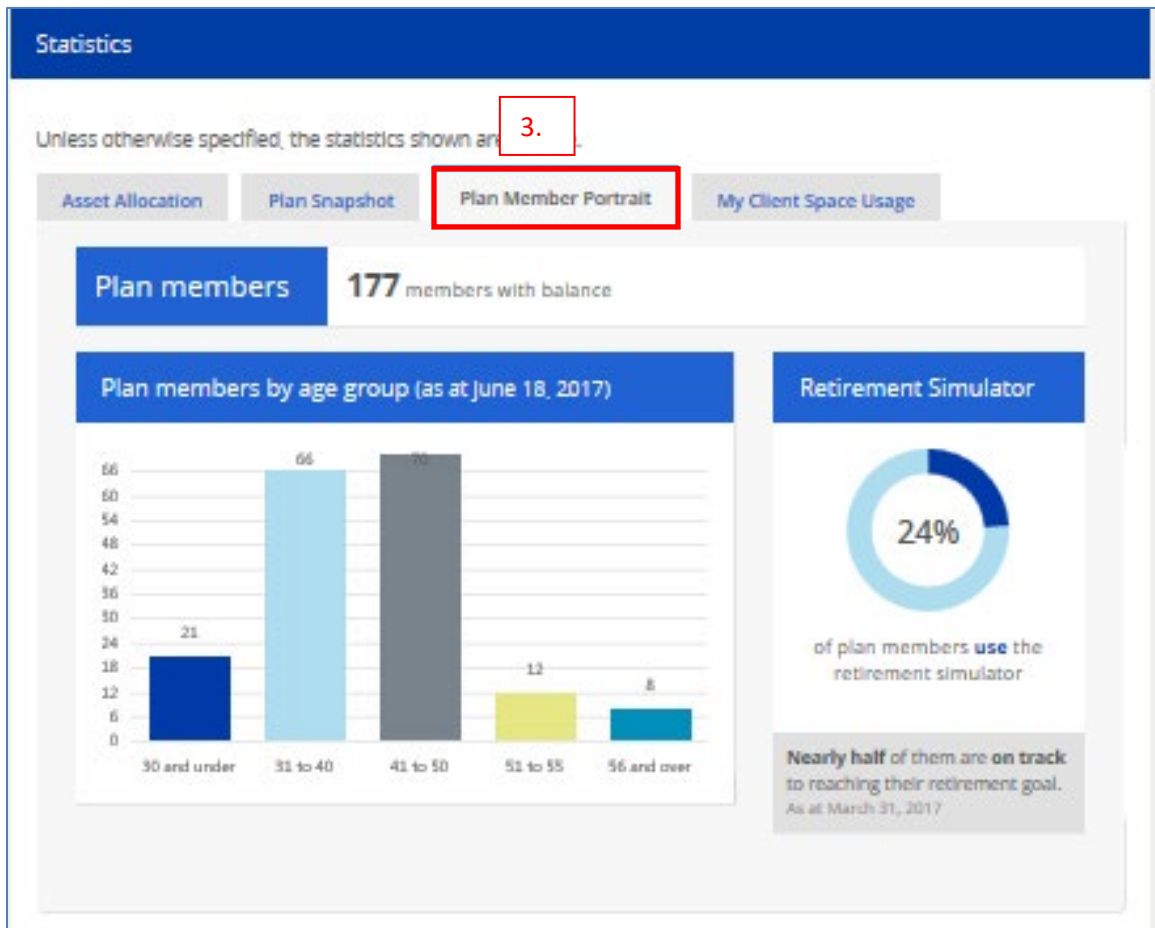 Statistics
3.
Unless otherwise specified, the statistics shown are
Asset Allocation
Plan Snapshot
Plan Member Portrait
My Client Space Usage
Plan members
177 members with balance
Plan members by age group (as at June 18, 2017)
66
60
54
48
42
36
30
24
18
12
6
0
21
66
70
12
8
30 and under
31 to 40
41 to 50
51 to 55
56 and over
Retirement Simulator
24%
of plan members use the
retirement simulator
Nearly half of them are on track
to reaching their retirement goal.
As at March 31, 2017